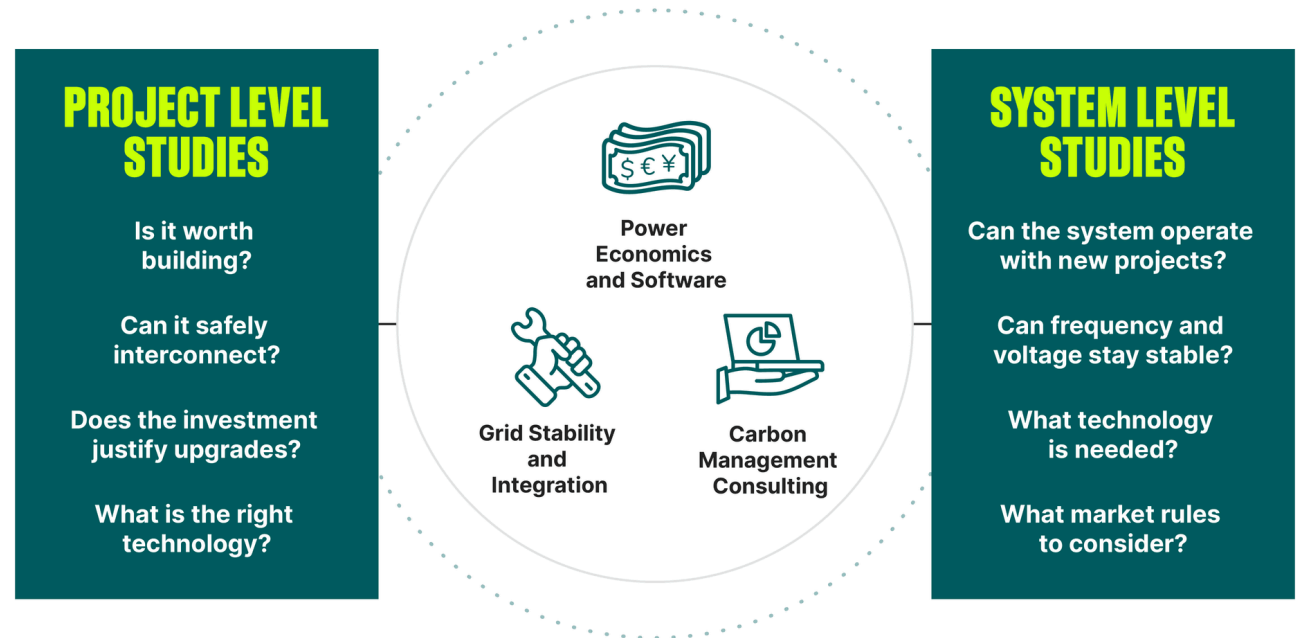 PROJECT LEVEL
STUDIES
Is it worth
building?
Can it safely
interconnect?
Does the investment
justify upgrades?
What is the right
technology?
$ € ¥
Power
Economics
and Software
Grid Stability
and
Integration
Carbon
Management
Consulting
SYSTEM LEVEL
STUDIES
Can the system operate
with new projects?
Can frequency and
voltage stay stable?
What technology
is needed?
What market rules
to consider?